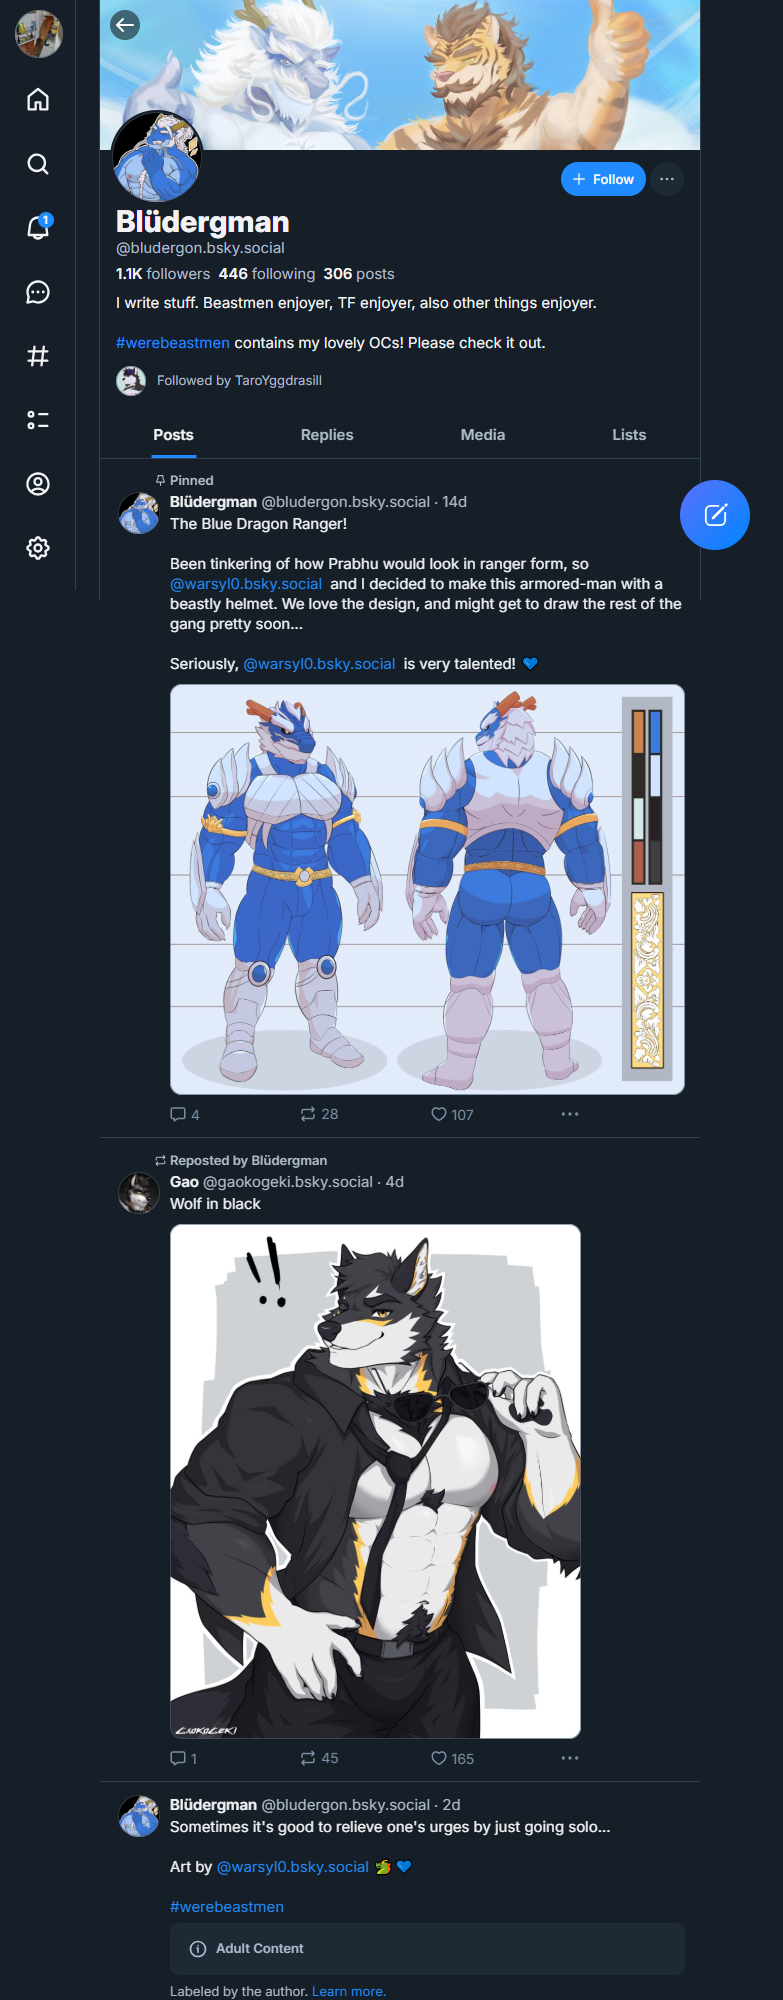 1
+ Follow
Blüdergman
@bludergon.bsky.social
1.1K followers 446 following 306 posts
I write stuff. Beastmen enjoyer, TF enjoyer, also other things enjoyer.
#werebeastmen contains my lovely OCs! Please check it out.
Followed by TaroYggdrasill
Posts Replies Media Lists
Pinned
Blüdergman @bludergon.bsky.social · 14d
The Blue Dragon Ranger!
Been tinkering of how Prabhu would look in ranger form, so
@warsyl0.bsky.social and I decided to make this armored-man with a
beastly helmet. We love the design, and might get to draw the rest of the
gang pretty soon...
Seriously, @warsyl0.bsky.social is very talented! 💙
4 28 107
Reposted by Blüdergman
Gao @gaokogeki.bsky.social · 4d
Wolf in black
!!
GAOKOGEKI
1 45 165
Blüdergman @bludergon.bsky.social · 2d
Sometimes it's good to relieve one's urges by just going solo...
Art by @warsyl0.bsky.social 🐲💙
#werebeastmen
Adult Content
Labeled by the author. Learn more.